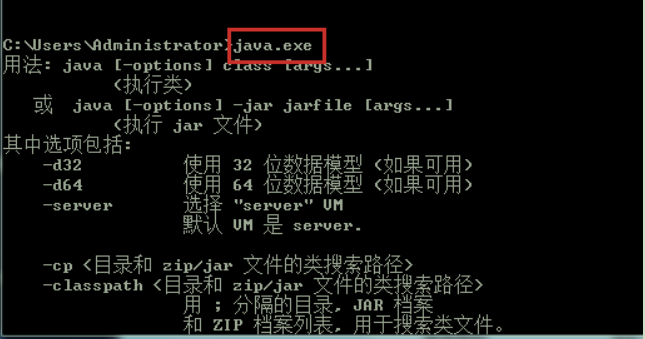 C:\Users\Administrator>java.exe
用法: java [-options] class [args...]
(执行类)
或 java [-options] -jar jarfile [args...]
(执行 jar 文件)
其中选项包括:
-d32 使用 32 位数据模型 (如果可用)
-d64 使用 64 位数据模型 (如果可用)
-server 选择 "server" VM
默认 VM 是 server.
-cp <目录和 zip/jar 文件的类搜索路径>
-classpath <目录和 zip/jar 文件的类搜索路径>
用 ; 分隔的目录, JAR 档案
和 ZIP 档案列表, 用于搜索类文件。